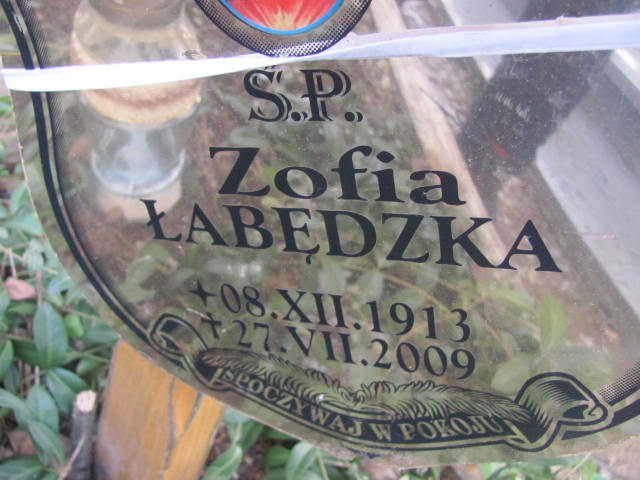 Ś.P.
Zofia
ŁABĘDZKA
+08.XII.1913
+27.VII.2009
SPOCZYWAJ W POKOJU